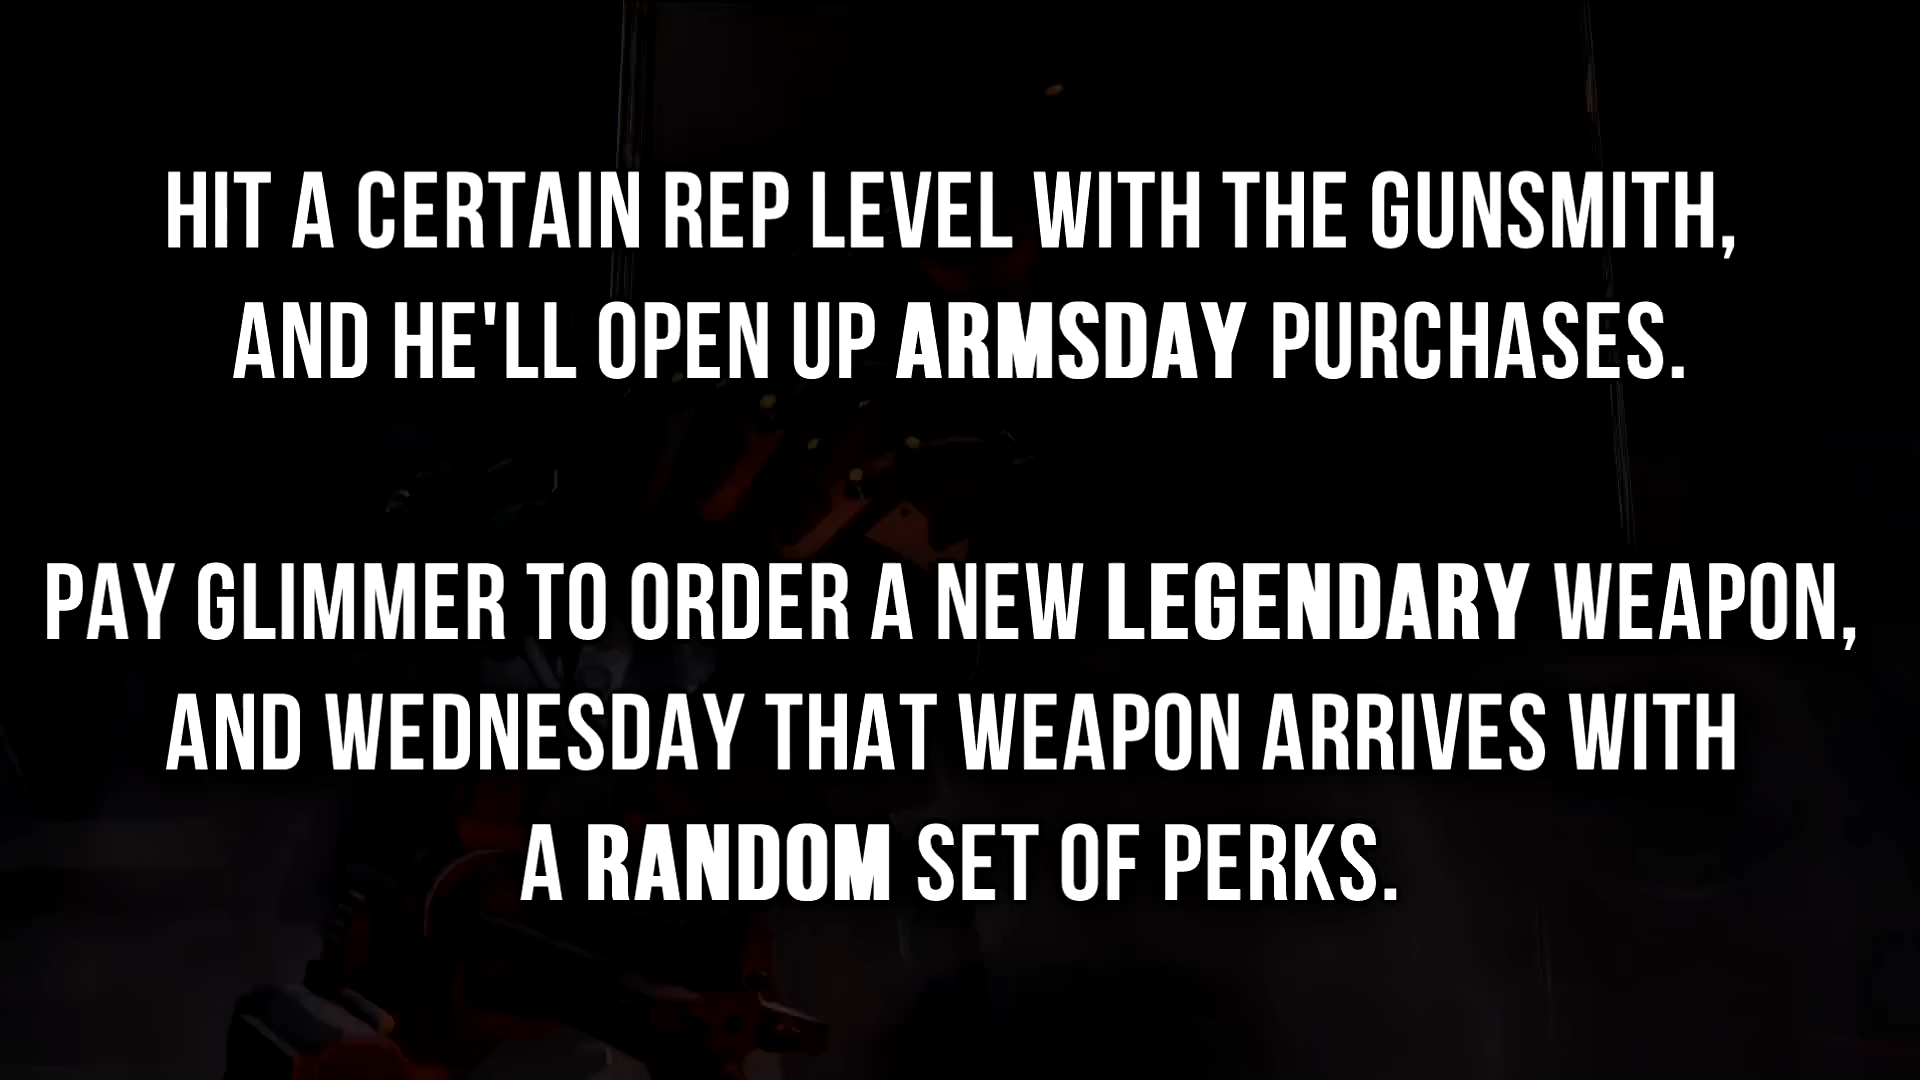 HIT A CERTAIN REP LEVEL WITH THE GUNSMITH,
AND HE'LL OPEN UP ARMSDAY PURCHASES.
PAY GLIMMER TO ORDER A NEW LEGENDARY WEAPON,
AND WEDNESDAY THAT WEAPON ARRIVES WITH
A RANDOM SET OF PERKS.